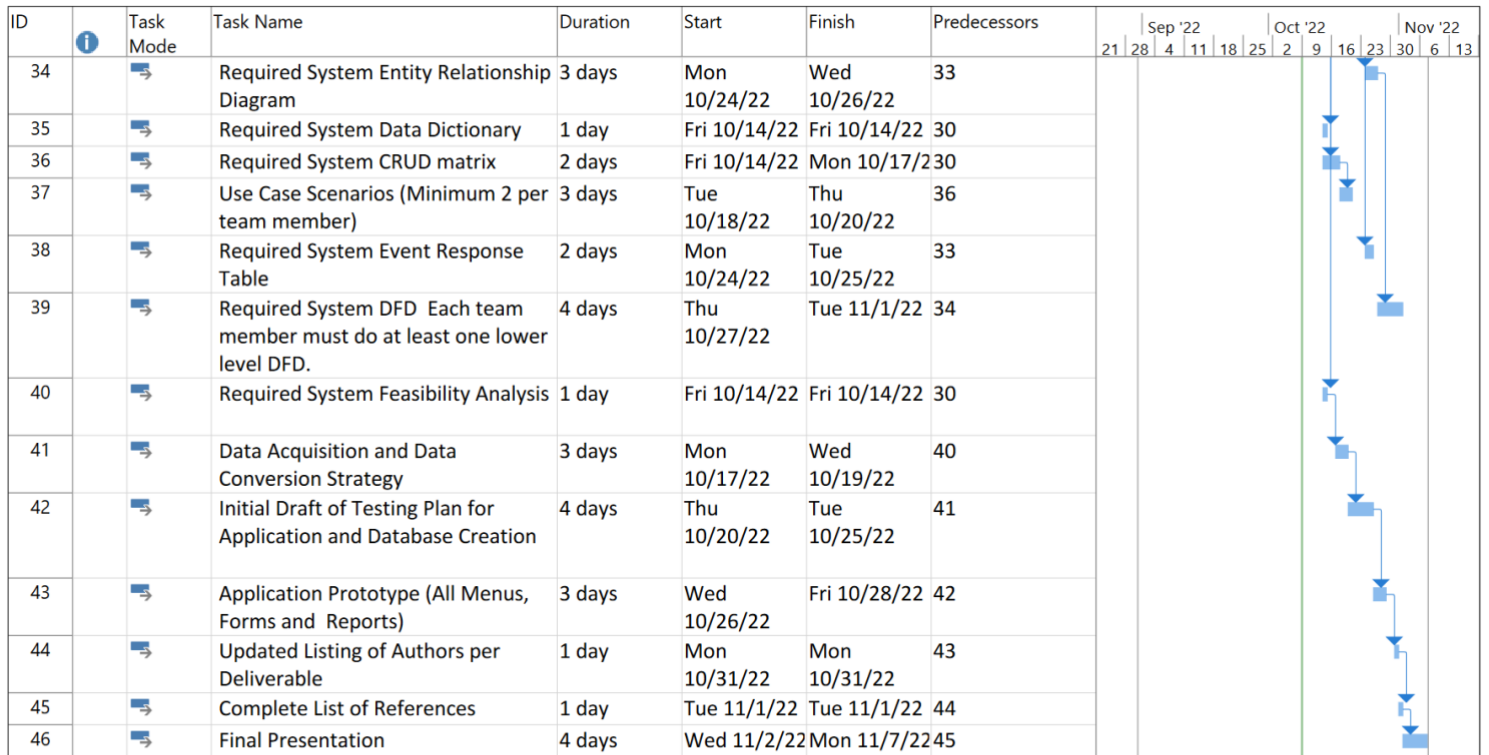 ID Task Mode Task Name Duration Start Finish Predecessors
Sep '22 Oct '22 Nov '22
21 28 4 11 18 25 2 9 16 23 30 6 13
34 Required System Entity Relationship Diagram 3 days Mon 10/24/22 Wed 10/26/22 33
35 Required System Data Dictionary 1 day Fri 10/14/22 Fri 10/14/22 30
36 Required System CRUD matrix 2 days Fri 10/14/22 Mon 10/17/2 30
37 Use Case Scenarios (Minimum 2 per team member) 3 days Tue 10/18/22 Thu 10/20/22 36
38 Required System Event Response Table 2 days Mon 10/24/22 Tue 10/25/22 33
39 Required System DFD Each team member must do at least one lower level DFD. 4 days Thu 10/27/22 Tue 11/1/22 34
40 Required System Feasibility Analysis 1 day Fri 10/14/22 Fri 10/14/22 30
41 Data Acquisition and Data Conversion Strategy 3 days Mon 10/17/22 Wed 10/19/22 40
42 Initial Draft of Testing Plan for Application and Database Creation 4 days Thu 10/20/22 Tue 10/25/22 41
43 Application Prototype (All Menus, Forms and Reports) 3 days Wed 10/26/22 Fri 10/28/22 42
44 Updated Listing of Authors per Deliverable 1 day Mon 10/31/22 Mon 10/31/22 43
45 Complete List of References 1 day Tue 11/1/22 Tue 11/1/22 44
46 Final Presentation 4 days Wed 11/2/22 Mon 11/7/22 45